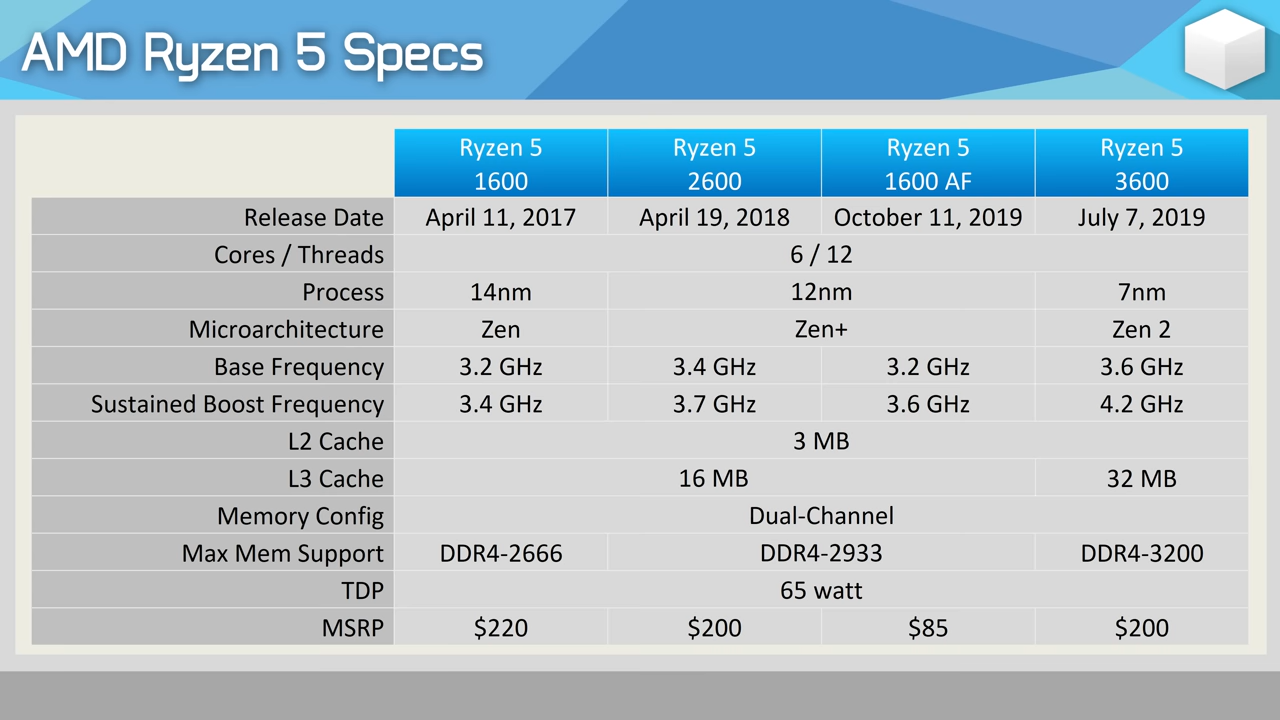 AMD Ryzen 5 Specs
Ryzen 5 1600 Ryzen 5 2600 Ryzen 5 1600 AF Ryzen 5 3600
Release Date April 11, 2017 April 19, 2018 October 11, 2019 July 7, 2019
Cores / Threads 6 / 12
Process 14nm 12nm 7nm
Microarchitecture Zen Zen+ Zen 2
Base Frequency 3.2 GHz 3.4 GHz 3.2 GHz 3.6 GHz
Sustained Boost Frequency 3.4 GHz 3.7 GHz 3.6 GHz 4.2 GHz
L2 Cache 3 MB
L3 Cache 16 MB 32 MB
Memory Config Dual-Channel
Max Mem Support DDR4-2666 DDR4-2933 DDR4-3200
TDP 65 watt
MSRP $220 $200 $85 $200